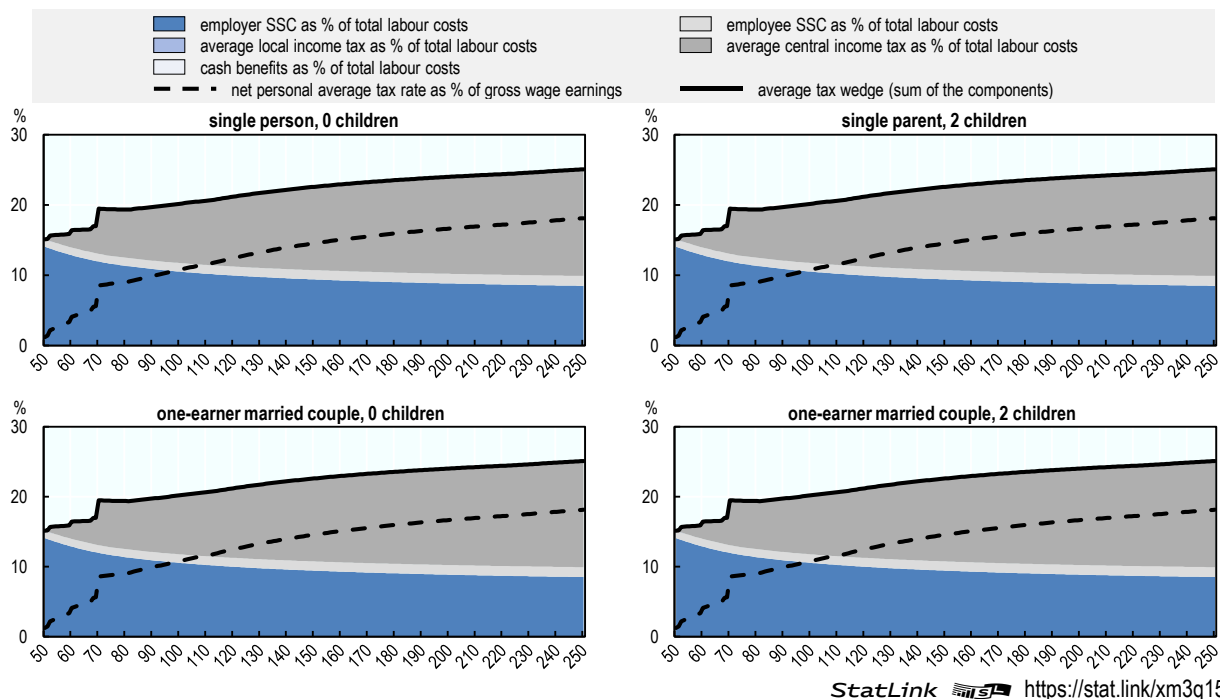 employer SSC as % of total labour costs
employee SSC as % of total labour costs
average local income tax as % of total labour costs
average central income tax as % of total labour costs
cash benefits as % of total labour costs
net personal average tax rate as % of gross wage earnings
average tax wedge (sum of the components)
%
single person, 0 children
30
20
10
0
50 60 70 80 90 100 110 120 130 140 150 160 170 180 190 200 210 220 230 240 250
%
single parent, 2 children
30
20
10
0
50 60 70 80 90 100 110 120 130 140 150 160 170 180 190 200 210 220 230 240 250
%
one-earner married couple, 0 children
30
20
10
0
50 60 70 80 90 100 110 120 130 140 150 160 170 180 190 200 210 220 230 240 250
%
one-earner married couple, 2 children
30
20
10
0
50 60 70 80 90 100 110 120 130 140 150 160 170 180 190 200 210 220 230 240 250
StatLink https://stat.link/xm3q15